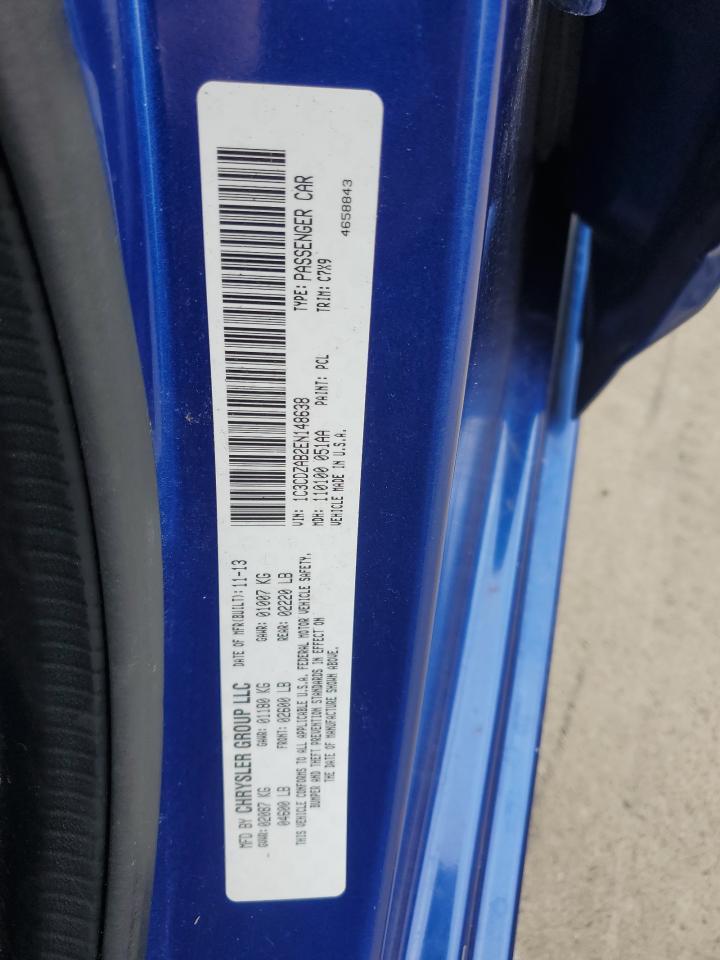 MFD BY CHRYSLER GROUP LLC DATE OF MFR(BUILT): 11-13
GVWR: 02087 KG GAWR: 01180 KG GAWR: 01007 KG
04600 LB FRONT: 02600 LB REAR: 02220 LB
THIS VEHICLE CONFORMS TO ALL APPLICABLE U.S.A. FEDERAL MOTOR VEHICLE SAFETY,
BUMPER AND THEFT PREVENTION STANDARDS IN EFFECT ON
THE DATE OF MANUFACTURE SHOWN ABOVE.
VIN: 1C3CDZAB2EN148638 TYPE: PASSENGER CAR
MDH: 110100 051AA PAINT: PCL TRIM: C7X9
VEHICLE MADE IN U.S.A. 4658843